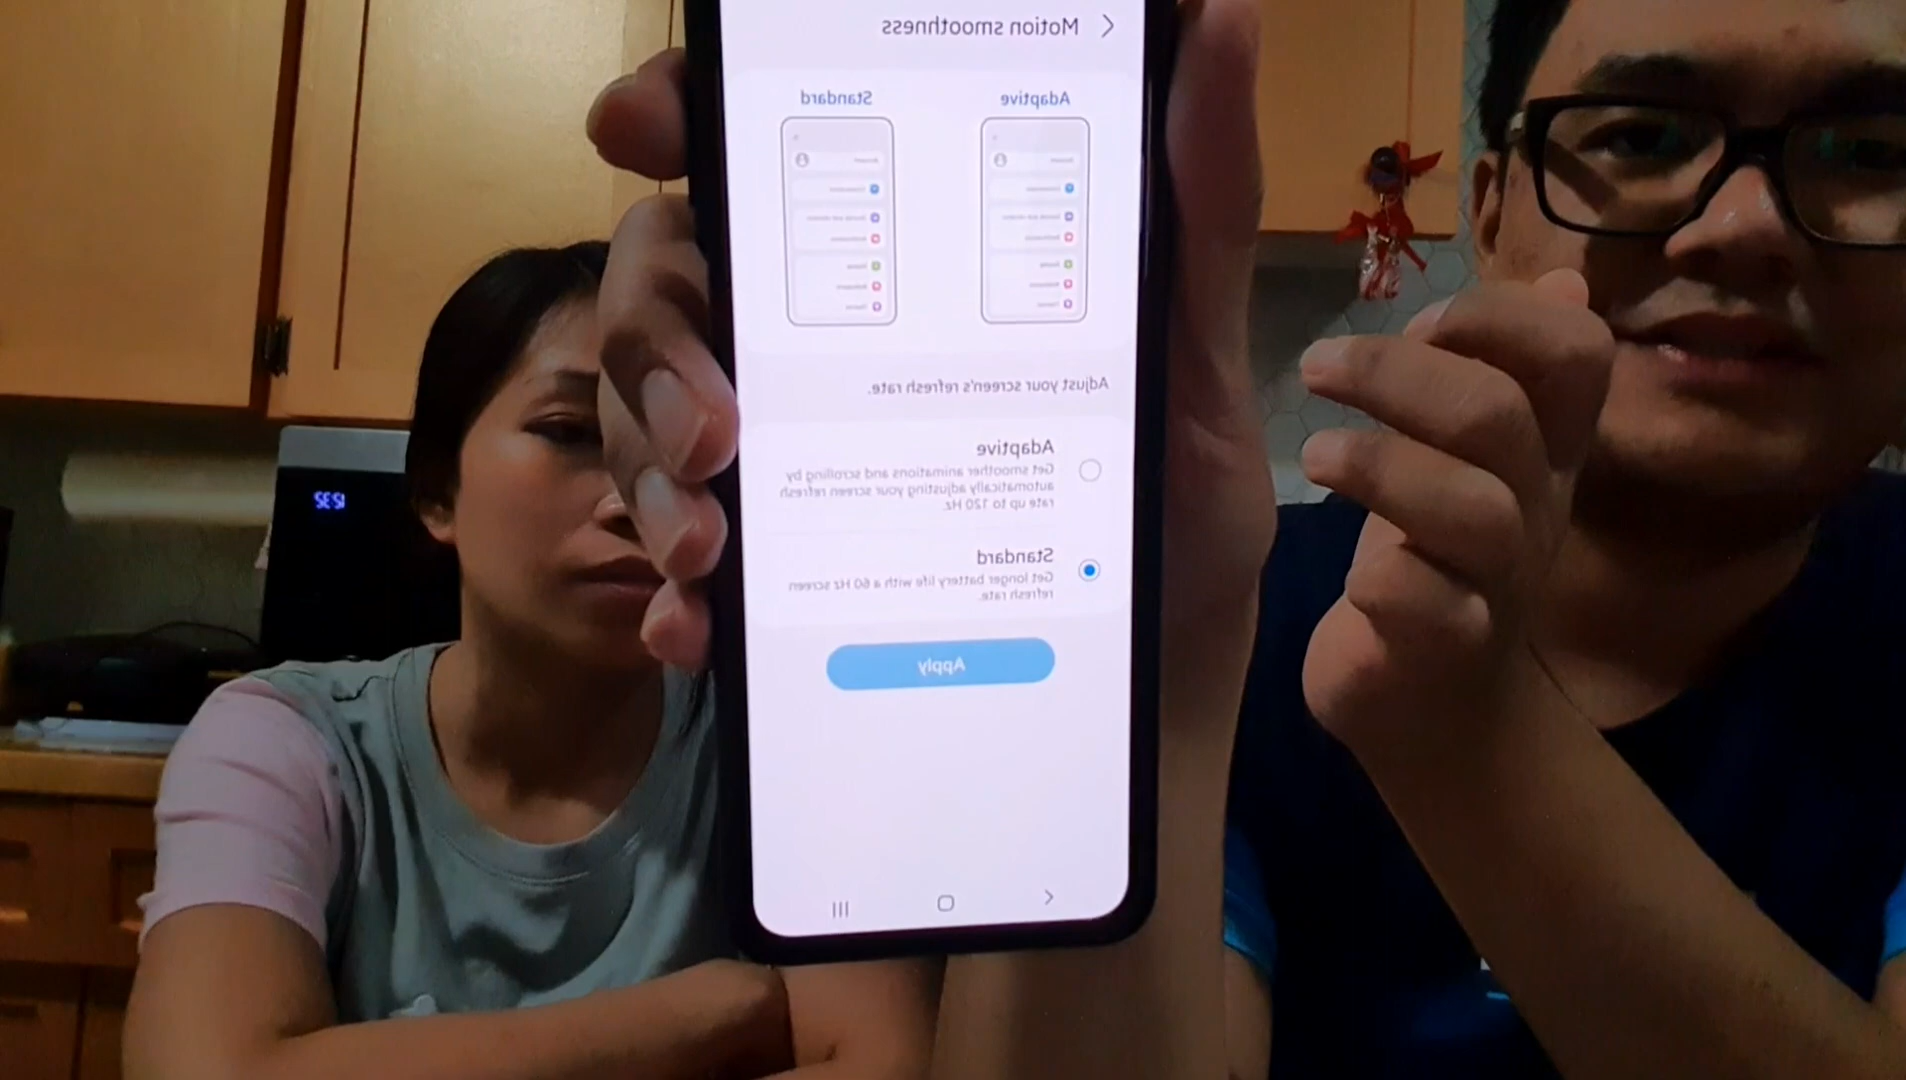 Motion smoothness
Adaptive
Standard
Adjust your screen's refresh rate.
Adaptive
Get smoother animations and scrolling by
automatically adjusting your screen refresh
rate up to 120 Hz.
Standard
Get longer battery life with a 60 Hz screen
refresh rate.
Apply
12:35